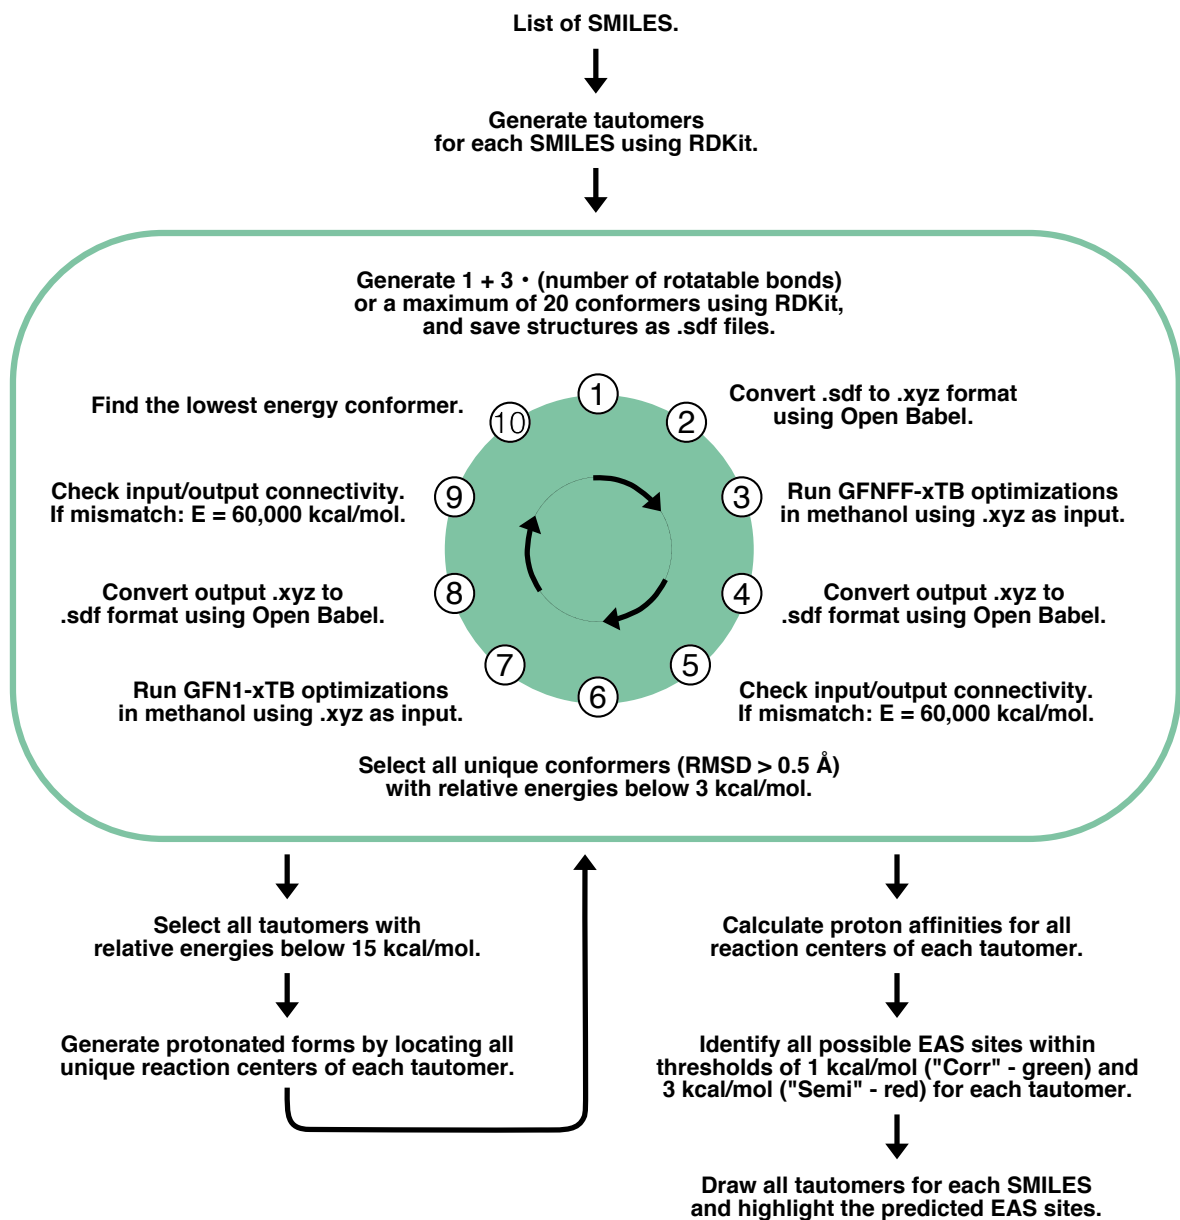 List of SMILES.
Generate tautomers
for each SMILES using RDKit.
Generate 1 + 3 · (number of rotatable bonds)
or a maximum of 20 conformers using RDKit,
and save structures as .sdf files.
1
2
Convert .sdf to .xyz format
using Open Babel.
3
Run GFNFF-xTB optimizations
in methanol using .xyz as input.
4
Convert output .xyz to
.sdf format using Open Babel.
5
Check input/output connectivity.
If mismatch: E = 60,000 kcal/mol.
6
Select all unique conformers (RMSD > 0.5 Å)
with relative energies below 3 kcal/mol.
7
Run GFN1-xTB optimizations
in methanol using .xyz as input.
8
Convert output .xyz to
.sdf format using Open Babel.
9
Check input/output connectivity.
If mismatch: E = 60,000 kcal/mol.
10
Find the lowest energy conformer.
Select all tautomers with
relative energies below 15 kcal/mol.
Generate protonated forms by locating all
unique reaction centers of each tautomer.
Calculate proton affinities for all
reaction centers of each tautomer.
Identify all possible EAS sites within
thresholds of 1 kcal/mol ("Corr" - green) and
3 kcal/mol ("Semi" - red) for each tautomer.
Draw all tautomers for each SMILES
and highlight the predicted EAS sites.